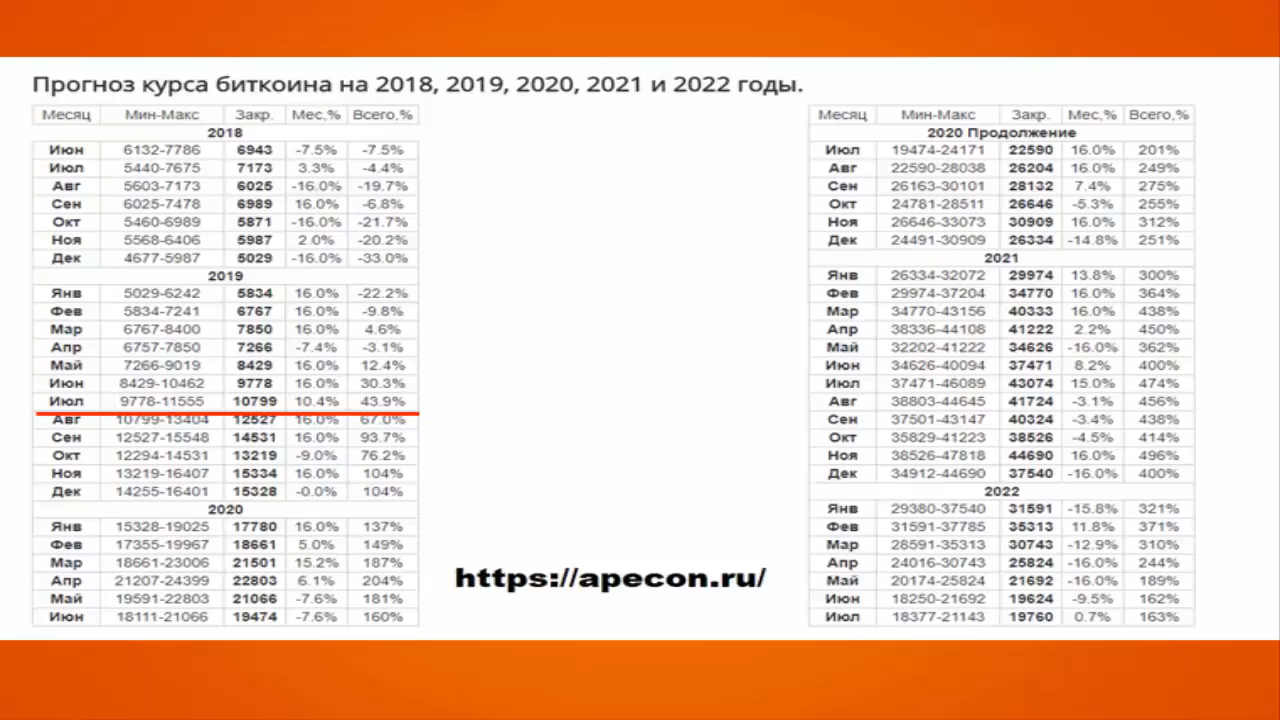 Прогноз курса биткоина на 2018, 2019, 2020, 2021 и 2022 годы.
Месяц Мин-Макс Закр. Мес,% Всего,%
2018
Июн 6132-7786 6943 -7.5% -7.5%
Июл 5440-7675 7173 3.3% -4.4%
Авг 5603-7173 6025 -16.0% -19.7%
Сен 6025-7478 6989 16.0% -6.8%
Окт 5460-6989 5871 -16.0% -21.7%
Ноя 5568-6406 5987 2.0% -20.2%
Дек 4677-5987 5029 -16.0% -33.0%
2019
Янв 5029-6242 5834 16.0% -22.2%
Фев 5834-7241 6767 16.0% -9.8%
Мар 6767-8400 7850 16.0% 4.6%
Апр 6757-7850 7266 -7.4% -3.1%
Май 7266-9019 8429 16.0% 12.4%
Июн 8429-10462 9778 16.0% 30.3%
Июл 9778-11555 10799 10.4% 43.9%
Авг 10799-13404 12527 16.0% 67.0%
Сен 12527-15548 14531 16.0% 93.7%
Окт 12294-14531 13219 -9.0% 76.2%
Ноя 13219-16407 15334 16.0% 104%
Дек 14255-16401 15328 -0.0% 104%
2020
Янв 15328-19025 17780 16.0% 137%
Фев 17355-19967 18661 5.0% 149%
Мар 18661-23006 21501 15.2% 187%
Апр 21207-24399 22803 6.1% 204%
Май 19591-22803 21066 -7.6% 181%
Июн 18111-21066 19474 -7.6% 160%
https://apecon.ru/
Месяц Мин-Макс Закр. Мес,% Всего,%
2020 Продолжение
Июл 19474-24171 22590 16.0% 201%
Авг 22590-28038 26204 16.0% 249%
Сен 26163-30101 28132 7.4% 275%
Окт 24781-28511 26646 -5.3% 255%
Ноя 26646-33073 30909 16.0% 312%
Дек 24491-30909 26334 -14.8% 251%
2021
Янв 26334-32072 29974 13.8% 300%
Фев 29974-37204 34770 16.0% 364%
Мар 34770-43156 40333 16.0% 438%
Апр 38336-44108 41222 2.2% 450%
Май 32202-41222 34626 -16.0% 362%
Июн 34626-40094 37471 8.2% 400%
Июл 37471-46089 43074 15.0% 474%
Авг 38803-44645 41724 -3.1% 456%
Сен 37501-43147 40324 -3.4% 438%
Окт 35829-41223 38526 -4.5% 414%
Ноя 38526-47818 44690 16.0% 496%
Дек 34912-44690 37540 -16.0% 400%
2022
Янв 29380-37540 31591 -15.8% 321%
Фев 31591-37785 35313 11.8% 371%
Мар 28591-35313 30743 -12.9% 310%
Апр 24016-30743 25824 -16.0% 244%
Май 20174-25824 21692 -16.0% 189%
Июн 18250-21692 19624 -9.5% 162%
Июл 18377-21143 19760 0.7% 163%